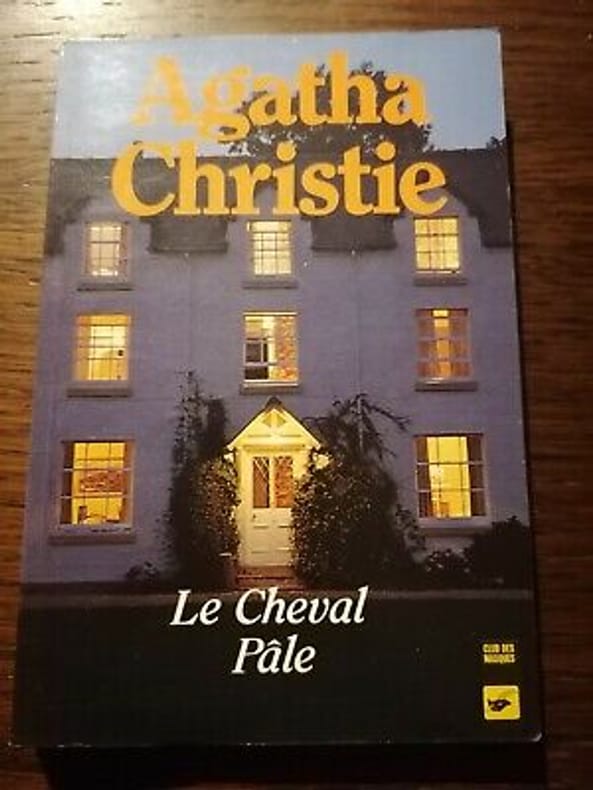 Agatha
Christie
Le Cheval
Pâle
CLUB DES
MASQUES